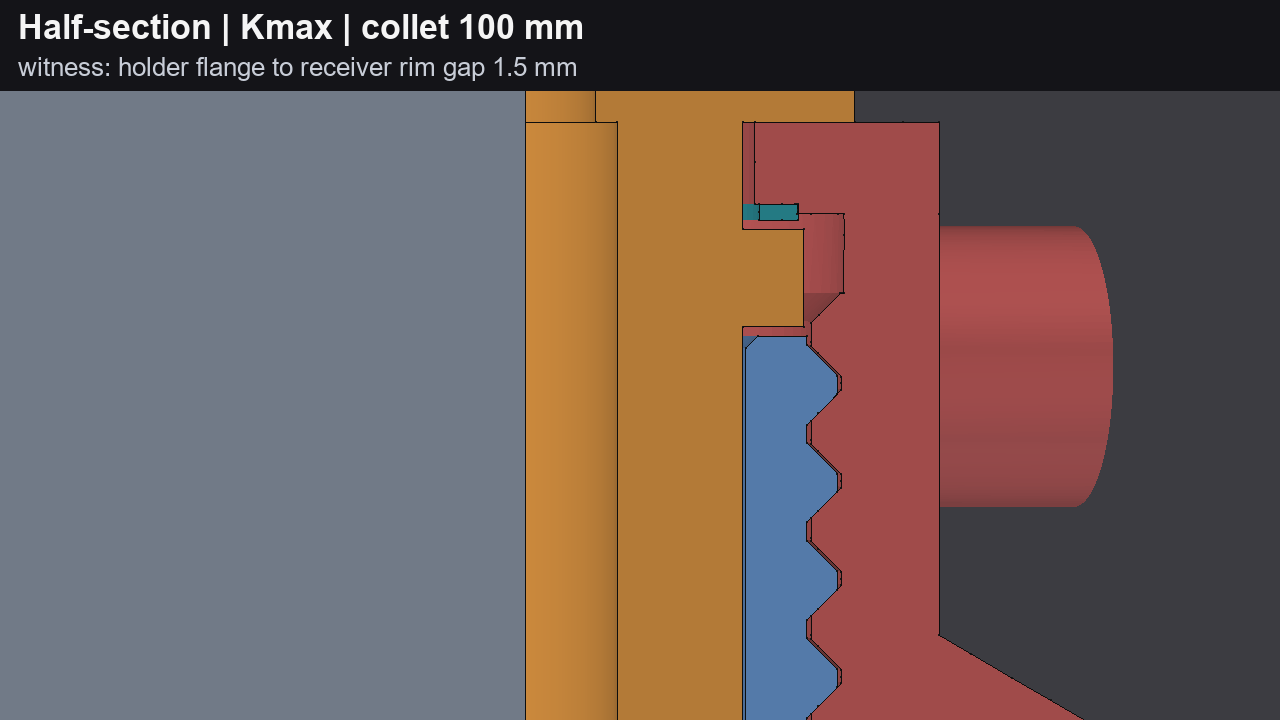 Half-section | Kmax | collet 100 mm
witness: holder flange to receiver rim gap 1.5 mm